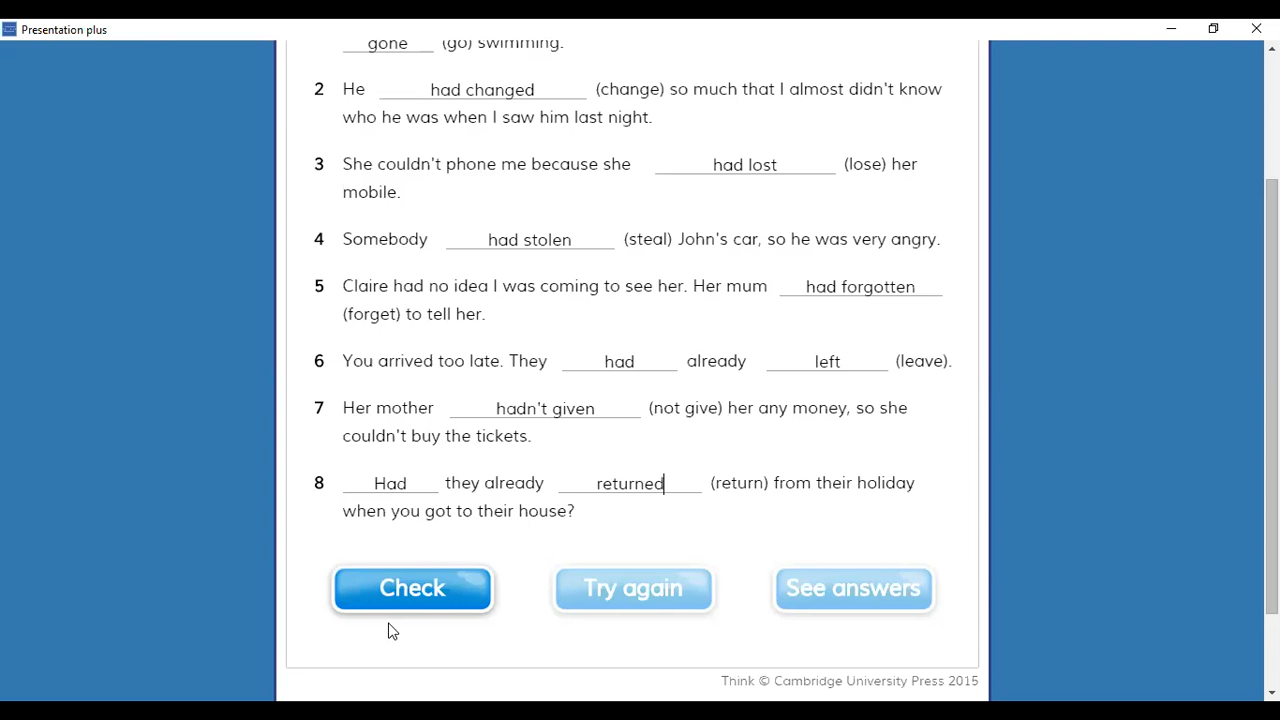 Presentation plus
gone (go) swimming.
2 He had changed (change) so much that I almost didn't know
who he was when I saw him last night.
3 She couldn't phone me because she had lost (lose) her
mobile.
4 Somebody had stolen (steal) John's car, so he was very angry.
5 Claire had no idea I was coming to see her. Her mum had forgotten
(forget) to tell her.
6 You arrived too late. They had already left (leave).
7 Her mother hadn't given (not give) her any money, so she
couldn't buy the tickets.
8 Had they already returned (return) from their holiday
when you got to their house?
Check Try again See answers
Think © Cambridge University Press 2015